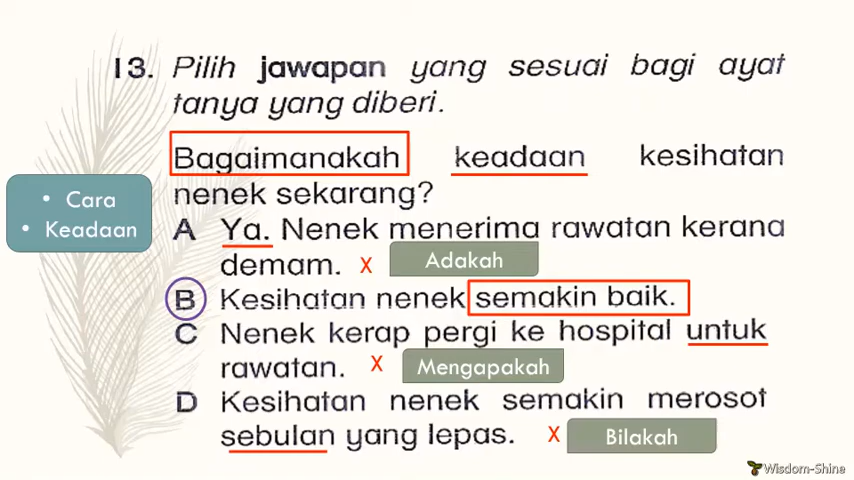 13. Pilih jawapan yang sesuai bagi ayat
tanya yang diberi.
Bagaimanakah keadaan kesihatan
nenek sekarang?
• Cara
• Keadaan
A Ya. Nenek menerima rawatan kerana
demam. x Adakah
B Kesihatan nenek semakin baik.
C Nenek kerap pergi ke hospital untuk
rawatan. x Mengapakah
D Kesihatan nenek semakin merosot
sebulan yang lepas. x Bilakah
Wisdom-Shine